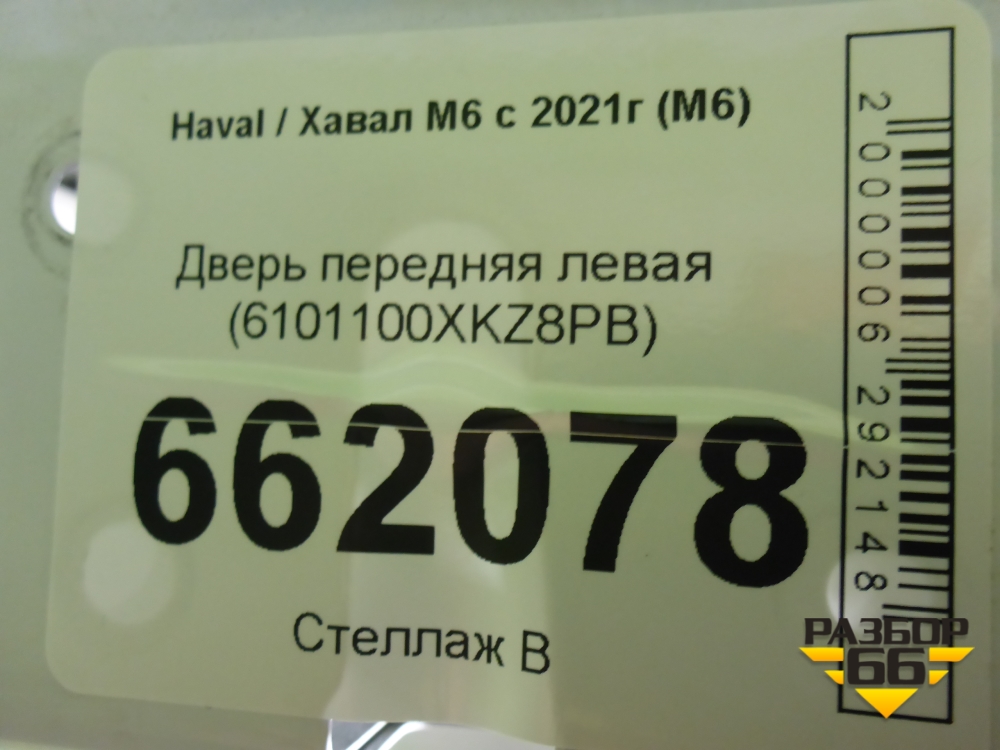 Haval / Хавал М6 с 2021г (М6)
Дверь передняя левая
(6101100XKZ8PB)
662078
Стеллаж В
2000006292148
РАЗБОР
66